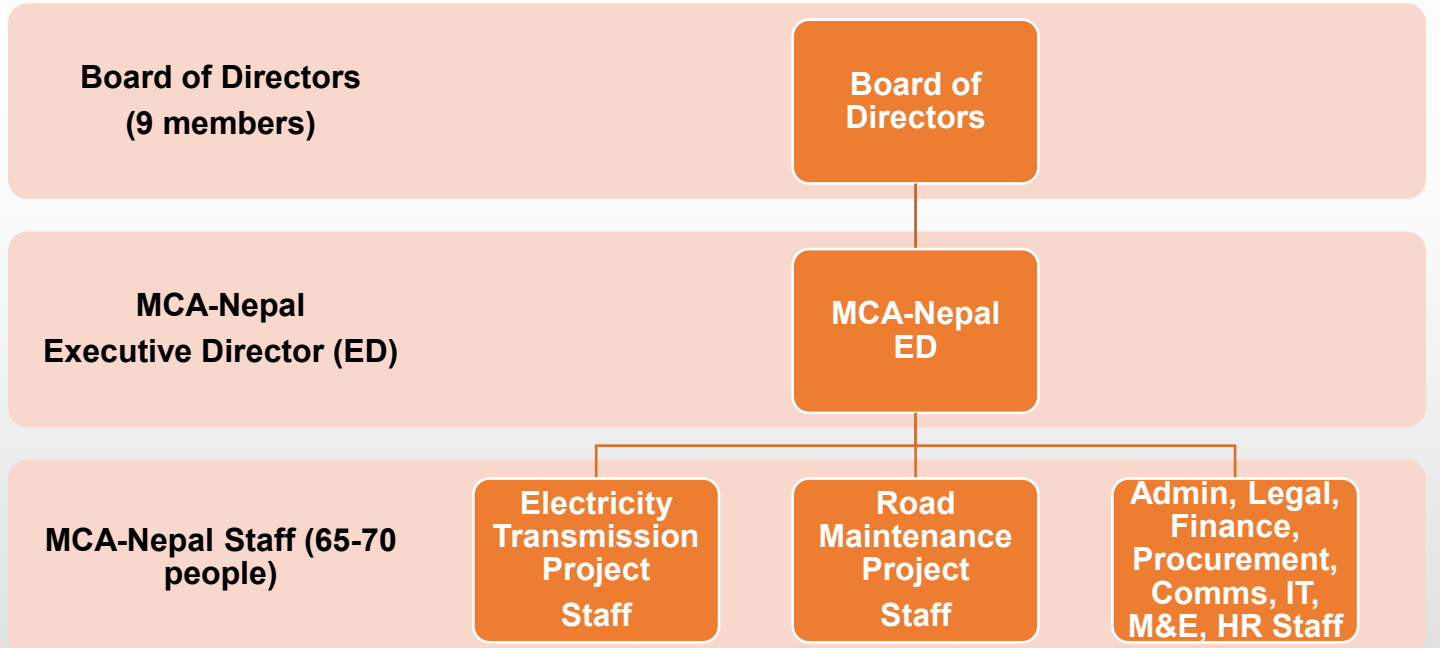 Board of Directors
(9 members)
Board of
Directors
MCA-Nepal
Executive Director (ED)
MCA-Nepal
ED
MCA-Nepal Staff (65-70
people)
Electricity
Transmission
Project
Staff
Road
Maintenance
Project
Staff
Admin, Legal,
Finance,
Procurement,
Comms, IT,
M&E, HR Staff